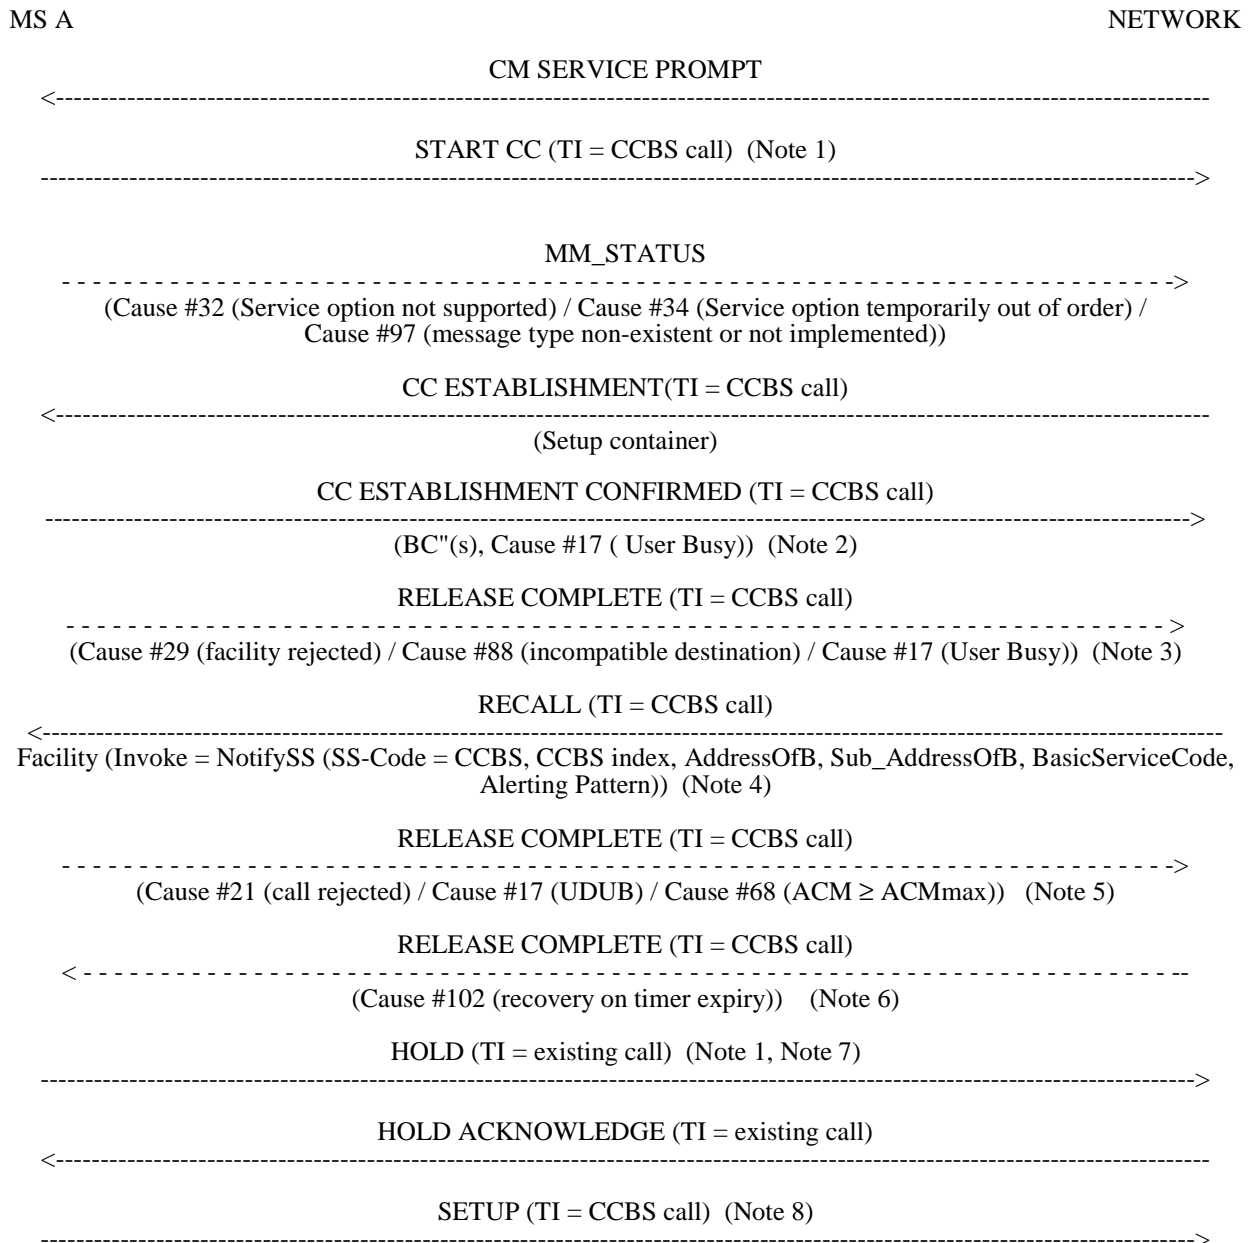 MS A NETWORK
CM SERVICE PROMPT
<---
START CC (TI = CCBS call) (Note 1)
--->
MM_STATUS
- - ->
(Cause #32 (Service option not supported) / Cause #34 (Service option temporarily out of order) /
Cause #97 (message type non-existent or not implemented))
CC ESTABLISHMENT(TI = CCBS call)
<---
(Setup container)
CC ESTABLISHMENT CONFIRMED (TI = CCBS call)
--->
(BC"(s), Cause #17 ( User Busy)) (Note 2)
RELEASE COMPLETE (TI = CCBS call)
- - - >
(Cause #29 (facility rejected) / Cause #88 (incompatible destination) / Cause #17 (User Busy)) (Note 3)
RECALL (TI = CCBS call)
<---
Facility (Invoke = NotifySS (SS-Code = CCBS, CCBS index, AddressOfB, Sub_AddressOfB, BasicServiceCode,
Alerting Pattern)) (Note 4)
RELEASE COMPLETE (TI = CCBS call)
- - ->
(Cause #21 (call rejected) / Cause #17 (UDUB) / Cause #68 (ACM ≥ ACMmax)) (Note 5)
RELEASE COMPLETE (TI = CCBS call)
< - - --
(Cause #102 (recovery on timer expiry)) (Note 6)
HOLD (TI = existing call) (Note 1, Note 7)
--->
HOLD ACKNOWLEDGE (TI = existing call)
<---
SETUP (TI = CCBS call) (Note 8)
--->